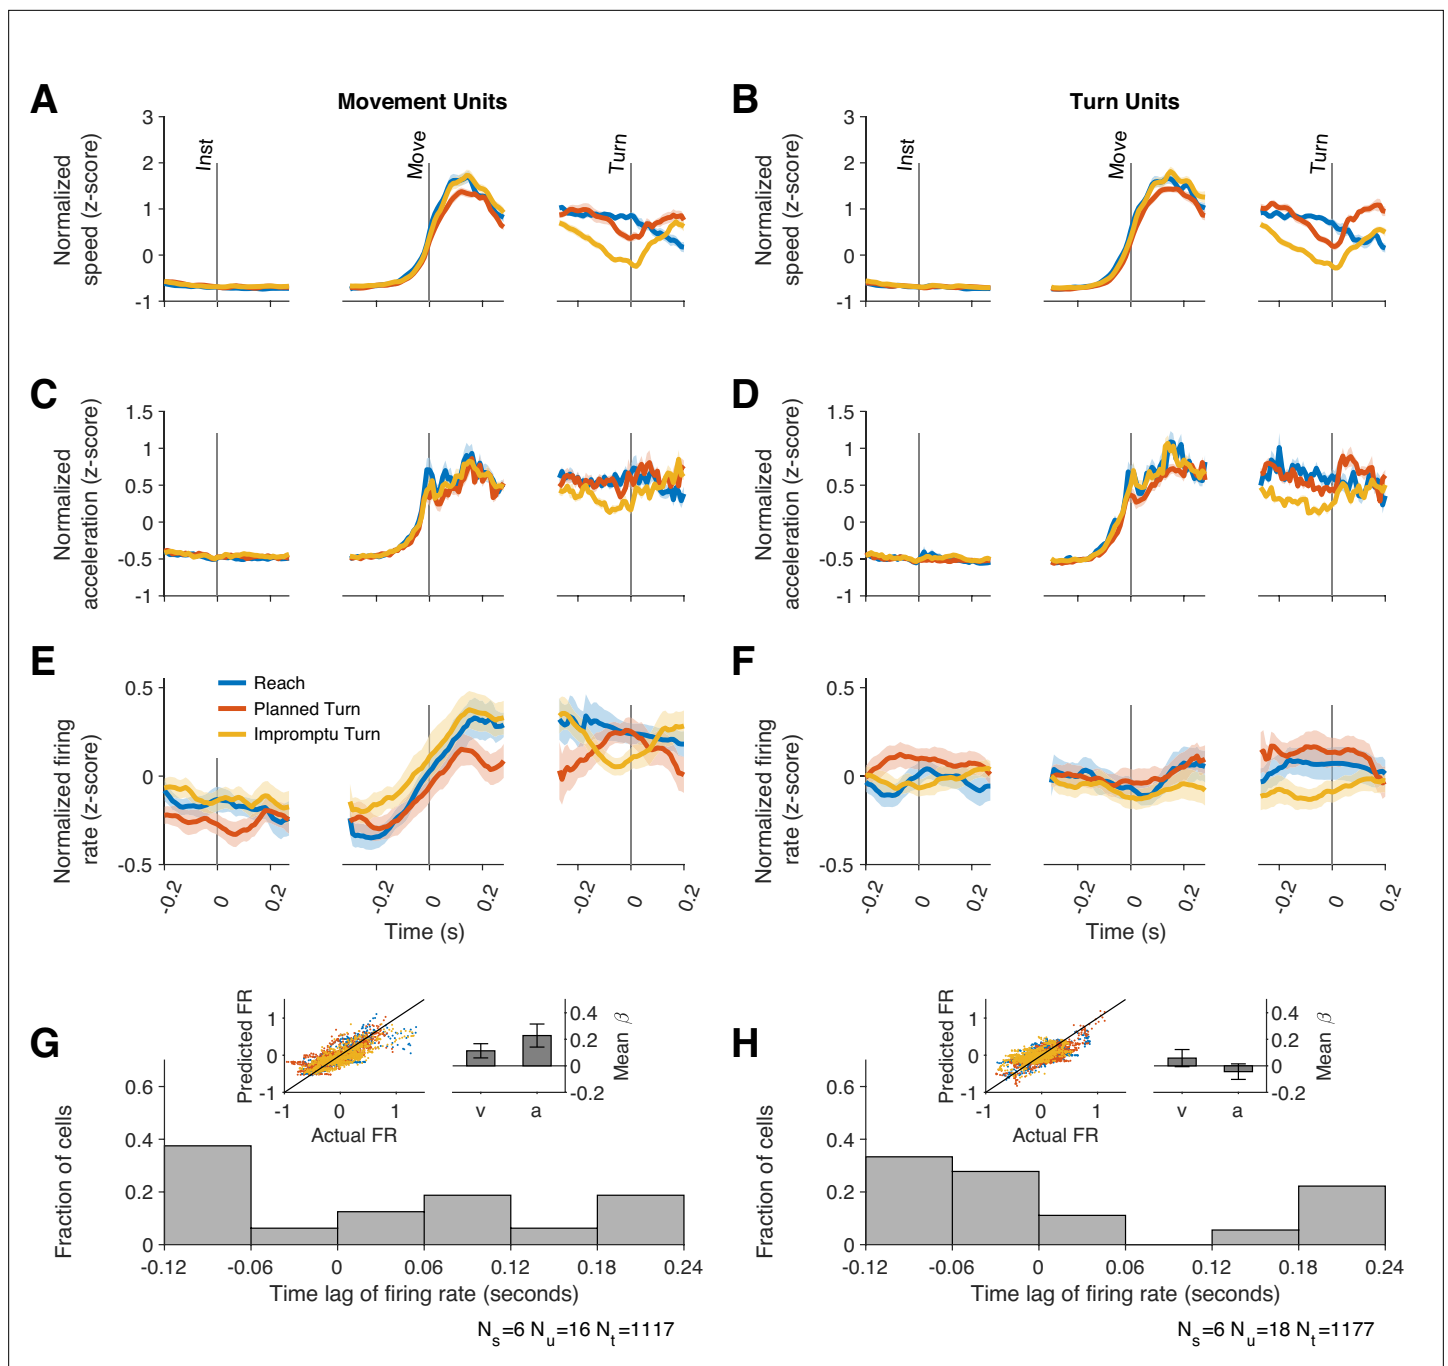 A
Movement Units
Normalized
speed (z-score)
3
2
1
0
-1
Inst
Move
Turn
B
Turn Units
Normalized
speed (z-score)
3
2
1
0
-1
Inst
Move
Turn
C
Normalized
acceleration (z-score)
1.5
1
0.5
0
-0.5
-1
D
Normalized
acceleration (z-score)
1.5
1
0.5
0
-0.5
-1
E
Normalized firing
rate (z-score)
0.5
0
-0.5
Reach
Planned Turn
Impromptu Turn
-0.2 0 0.2 -0.2 0 0.2 -0.2 0 0.2
Time (s)
F
Normalized firing
rate (z-score)
0.5
0
-0.5
-0.2 0 0.2 -0.2 0 0.2 -0.2 0 0.2
Time (s)
G
Fraction of cells
0.6
0.4
0.2
0
Predicted FR
1
0
-1
-1 0 1
Actual FR
0.4
0.2
0
-0.2
Mean β
v a
-0.12 -0.06 0 0.06 0.12 0.18 0.24
Time lag of firing rate (seconds)
Ns=6 Nu=16 Nt=1117
H
Fraction of cells
0.6
0.4
0.2
0
Predicted FR
1
0
-1
-1 0 1
Actual FR
0.4
0.2
0
-0.2
Mean β
v a
-0.12 -0.06 0 0.06 0.12 0.18 0.24
Time lag of firing rate (seconds)
Ns=6 Nu=18 Nt=1177